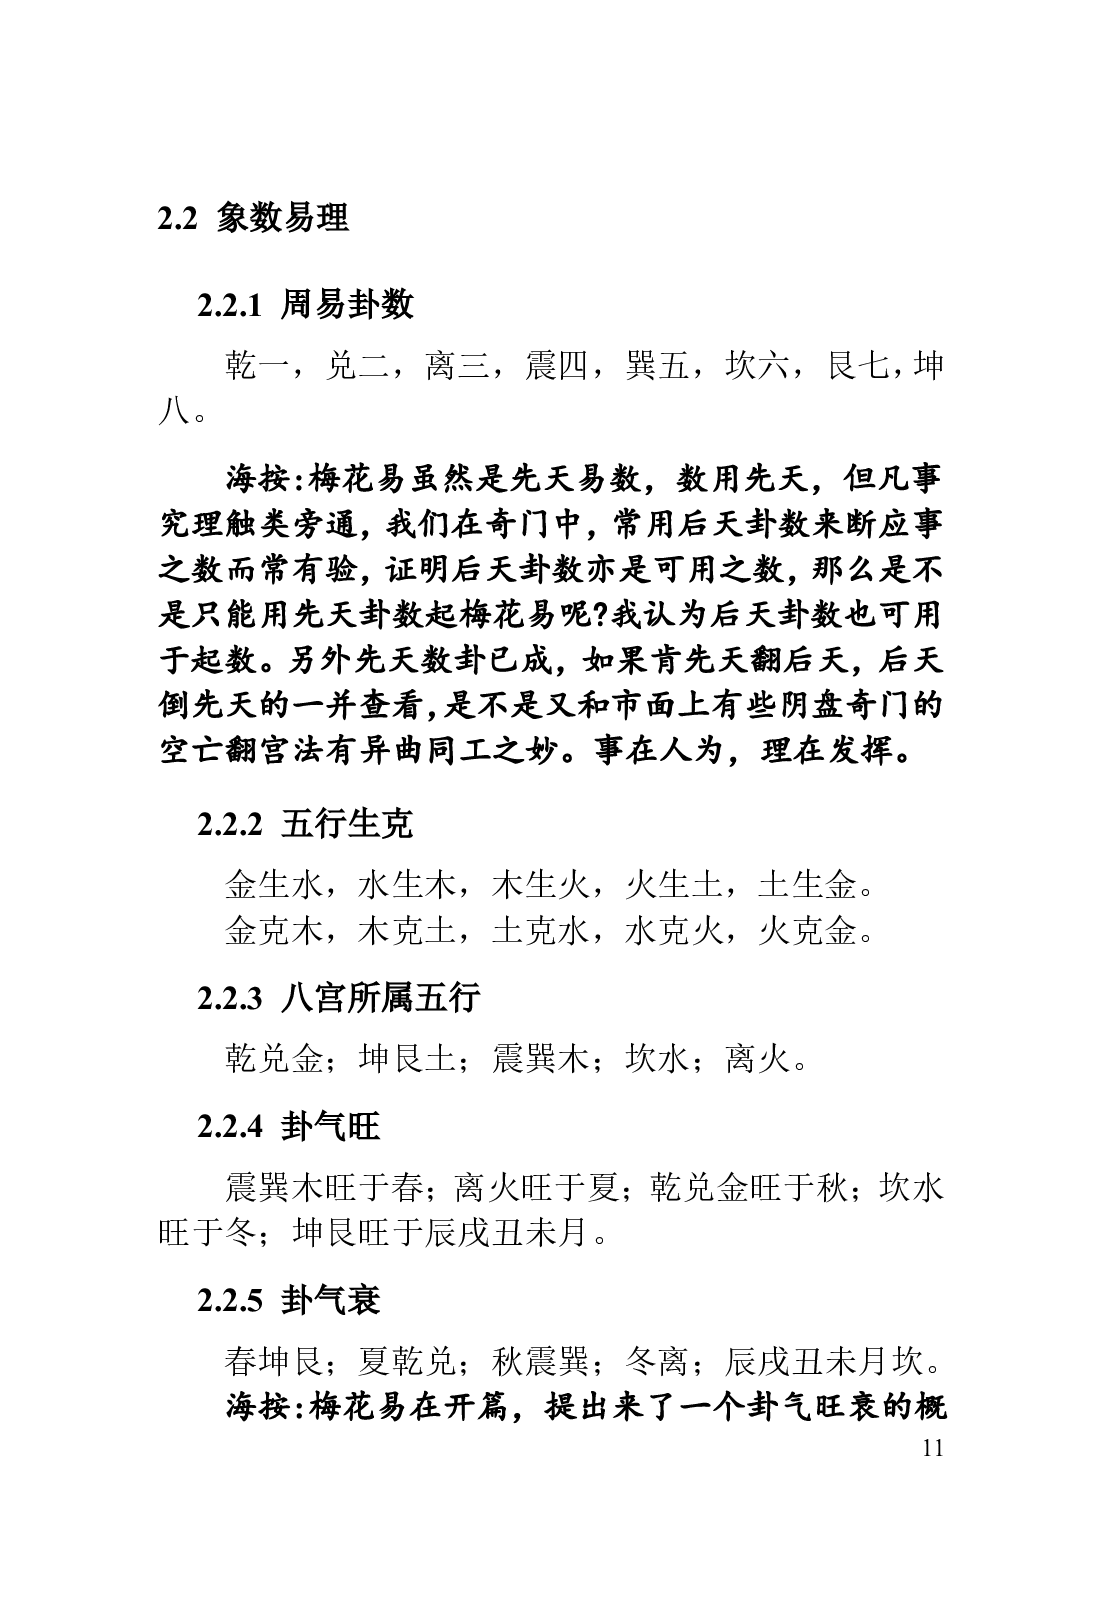 2.2 象数易理
2.2.1 周易卦数
乾一，兑二，离三，震四，巽五，坎六，艮七，坤
八。
海按:梅花易虽然是先天易数，数用先天，但凡事
究理触类旁通，我们在奇门中，常用后天卦数来断应事
之数而常有验，证明后天卦数亦是可用之数，那么是不
是只能用先天卦数起梅花易呢?我认为后天卦数也可用
于起数。另外先天数卦已成，如果肯先天翻后天，后天
倒先天的一并查看，是不是又和市面上有些阴盘奇门的
空亡翻宫法有异曲同工之妙。事在人为，理在发挥。
2.2.2 五行生克
金生水，水生木，木生火，火生土，土生金。
金克木，木克土，土克水，水克火，火克金。
2.2.3 八宫所属五行
乾兑金；坤艮土；震巽木；坎水；离火。
2.2.4 卦气旺
震巽木旺于春；离火旺于夏；乾兑金旺于秋；坎水
旺于冬；坤艮旺于辰戌丑未月。
2.2.5 卦气衰
春坤艮；夏乾兑；秋震巽；冬离；辰戌丑未月坎。
海按:梅花易在开篇，提出来了一个卦气旺衰的概
11